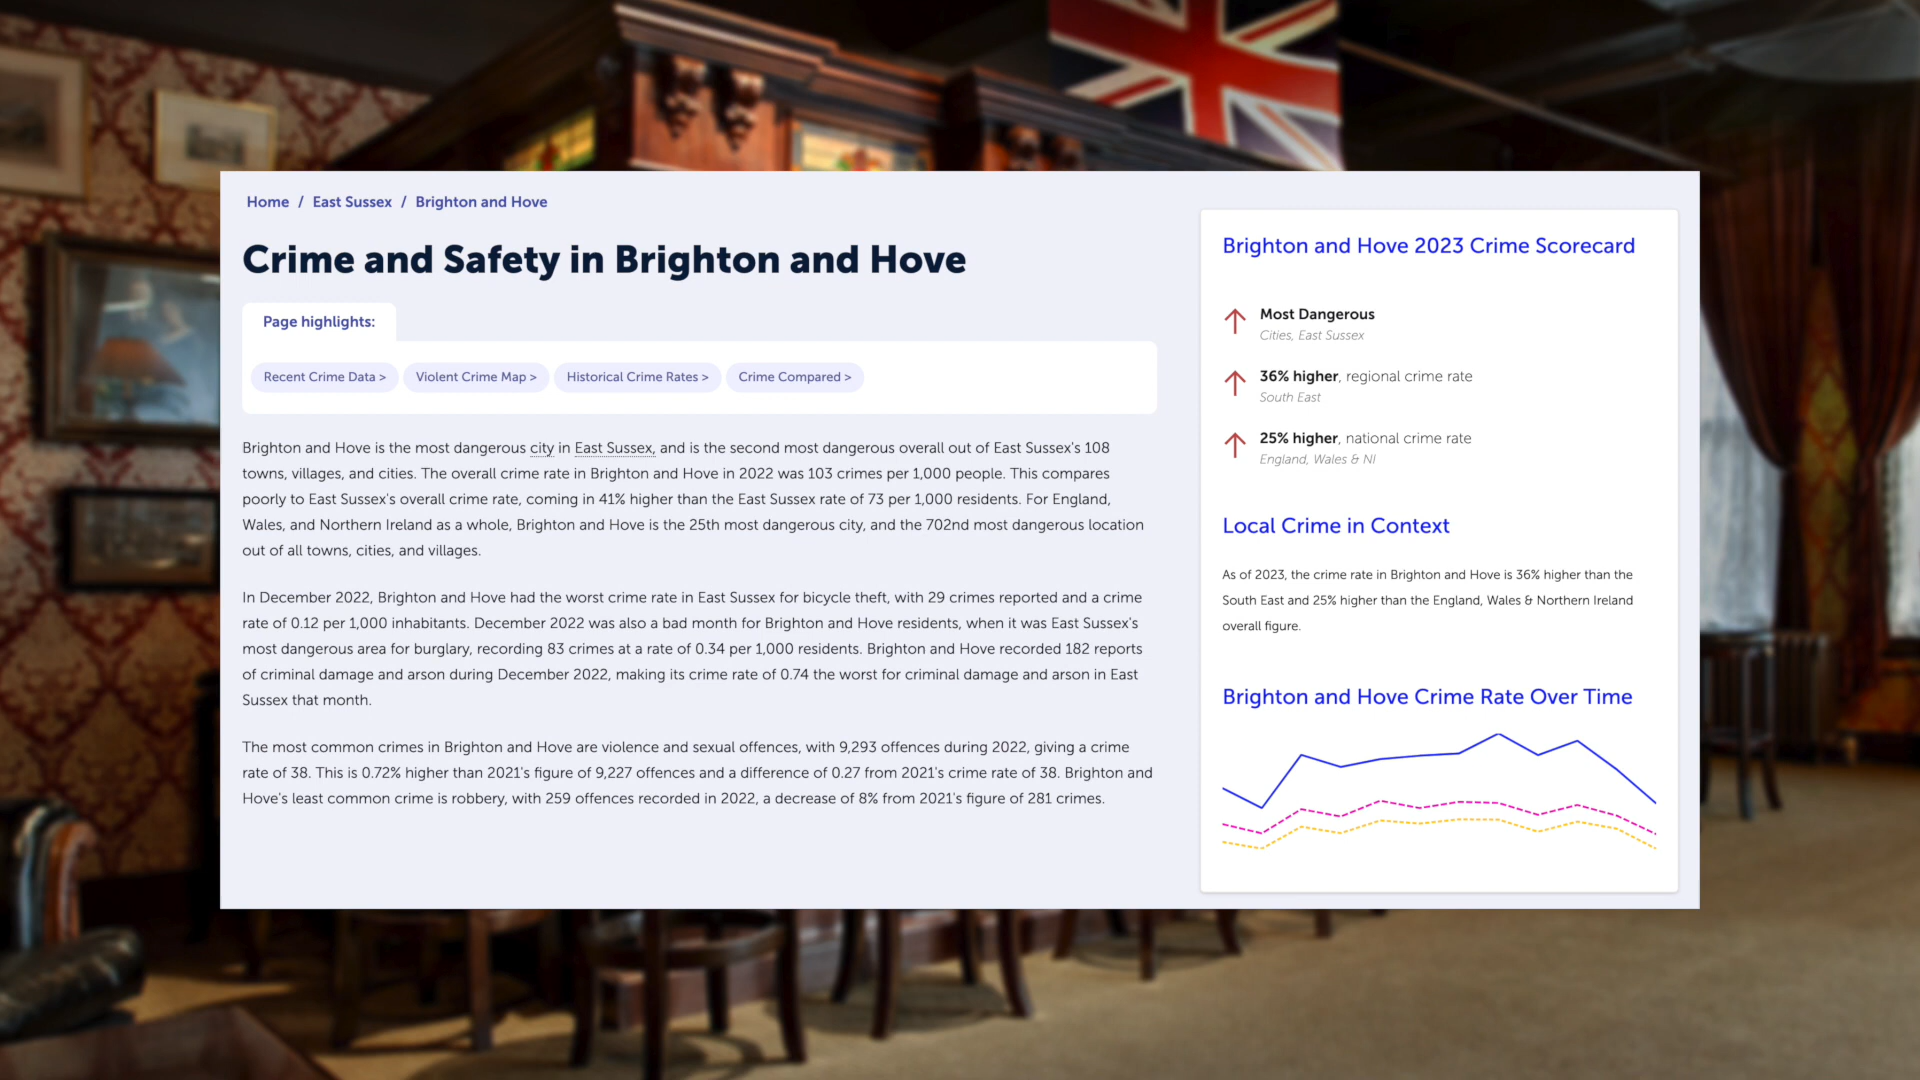 Home / East Sussex / Brighton and Hove
Crime and Safety in Brighton and Hove
Page highlights:
Recent Crime Data > Violent Crime Map > Historical Crime Rates > Crime Compared >
Brighton and Hove is the most dangerous city in East Sussex, and is the second most dangerous overall out of East Sussex's 108
towns, villages, and cities. The overall crime rate in Brighton and Hove in 2022 was 103 crimes per 1,000 people. This compares
poorly to East Sussex's overall crime rate, coming in 41% higher than the East Sussex rate of 73 per 1,000 residents. For England,
Wales, and Northern Ireland as a whole, Brighton and Hove is the 25th most dangerous city, and the 702nd most dangerous location
out of all towns, cities, and villages.
In December 2022, Brighton and Hove had the worst crime rate in East Sussex for bicycle theft, with 29 crimes reported and a crime
rate of 0.12 per 1,000 inhabitants. December 2022 was also a bad month for Brighton and Hove residents, when it was East Sussex's
most dangerous area for burglary, recording 83 crimes at a rate of 0.34 per 1,000 residents. Brighton and Hove recorded 182 reports
of criminal damage and arson during December 2022, making its crime rate of 0.74 the worst for criminal damage and arson in East
Sussex that month.
The most common crimes in Brighton and Hove are violence and sexual offences, with 9,293 offences during 2022, giving a crime
rate of 38. This is 0.72% higher than 2021's figure of 9,227 offences and a difference of 0.27 from 2021's crime rate of 38. Brighton and
Hove's least common crime is robbery, with 259 offences recorded in 2022, a decrease of 8% from 2021's figure of 281 crimes.
Brighton and Hove 2023 Crime Scorecard
Most Dangerous
Cities, East Sussex
36% higher, regional crime rate
South East
25% higher, national crime rate
England, Wales & NI
Local Crime in Context
As of 2023, the crime rate in Brighton and Hove is 36% higher than the
South East and 25% higher than the England, Wales & Northern Ireland
overall figure.
Brighton and Hove Crime Rate Over Time